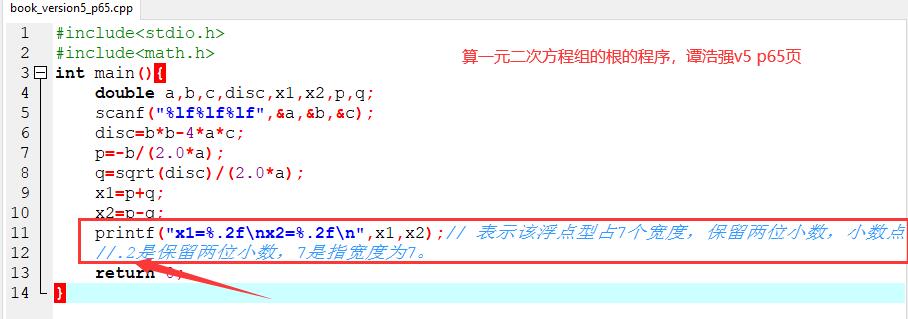 book_version5_p65.cpp
1 #include<stdio.h>
2 #include<math.h>
算一元二次方程组的根的程序，谭浩强v5 p65页
3 int main(){
4 double a,b,c,disc,x1,x2,p,q;
5 scanf("%lf%lf%lf",&a,&b,&c);
6 disc=b*b-4*a*c;
7 p=-b/(2.0*a);
8 q=sqrt(disc)/(2.0*a);
9 x1=p+q;
10 x2=p-q;
11 printf("x1=%.2f\nx2=%.2f\n",x1,x2);// 表示该浮点型占7个宽度，保留两位小数，小数点
12 //.2是保留两位小数，7是指宽度为7。
13 return 0;
14 }